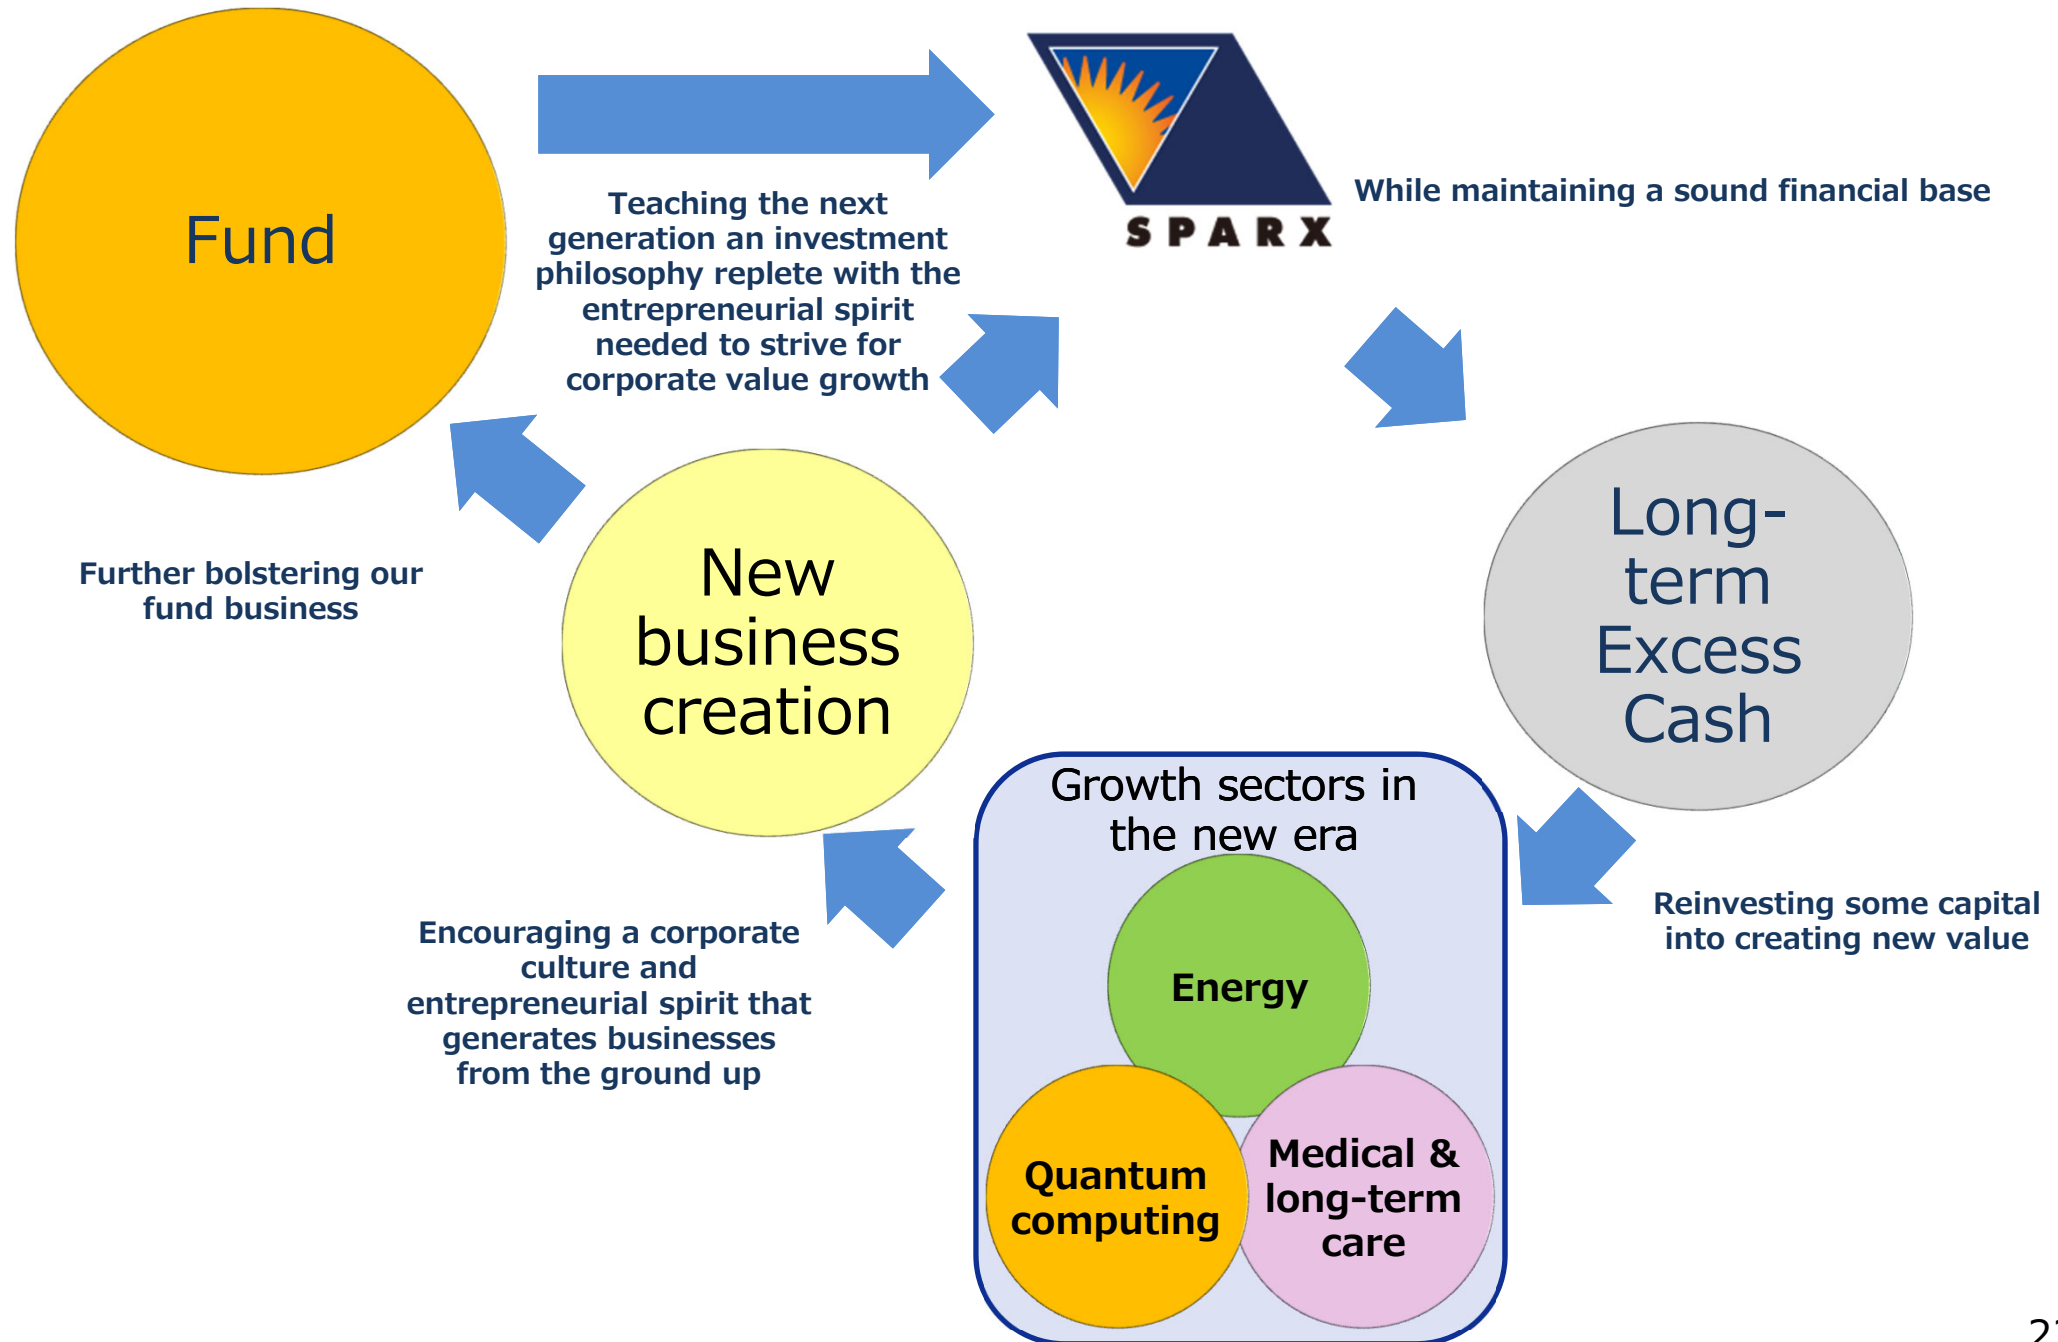 Fund
Teaching the next
generation an investment
philosophy replete with the
entrepreneurial spirit
needed to strive for
corporate value growth
SPARX
While maintaining a sound financial base
Further bolstering our
fund business
New
business
creation
Long-
term
Excess
Cash
Growth sectors in
the new era
Energy
Quantum
computing
Medical &
long-term
care
Reinvesting some capital
into creating new value
Encouraging a corporate
culture and
entrepreneurial spirit that
generates businesses
from the ground up